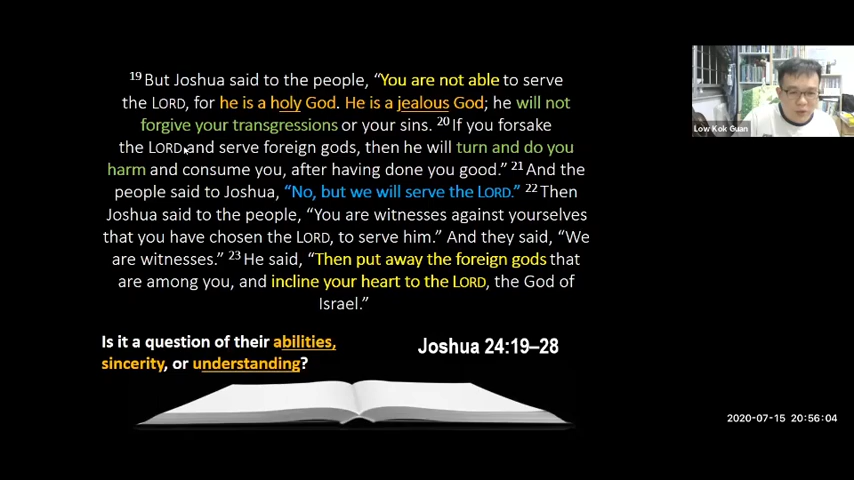 19 But Joshua said to the people, “You are not able to serve
the LORD, for he is a holy God. He is a jealous God; he will not
forgive your transgressions or your sins. 20 If you forsake
the LORD and serve foreign gods, then he will turn and do you
harm and consume you, after having done you good.” 21 And the
people said to Joshua, “No, but we will serve the LORD.” 22 Then
Joshua said to the people, “You are witnesses against yourselves
that you have chosen the LORD, to serve him.” And they said, “We
are witnesses.” 23 He said, “Then put away the foreign gods that
are among you, and incline your heart to the LORD, the God of
Israel.”
Is it a question of their abilities,
sincerity, or understanding?
Joshua 24:19–28
Low Kok Guan
2020-07-15 20:56:04